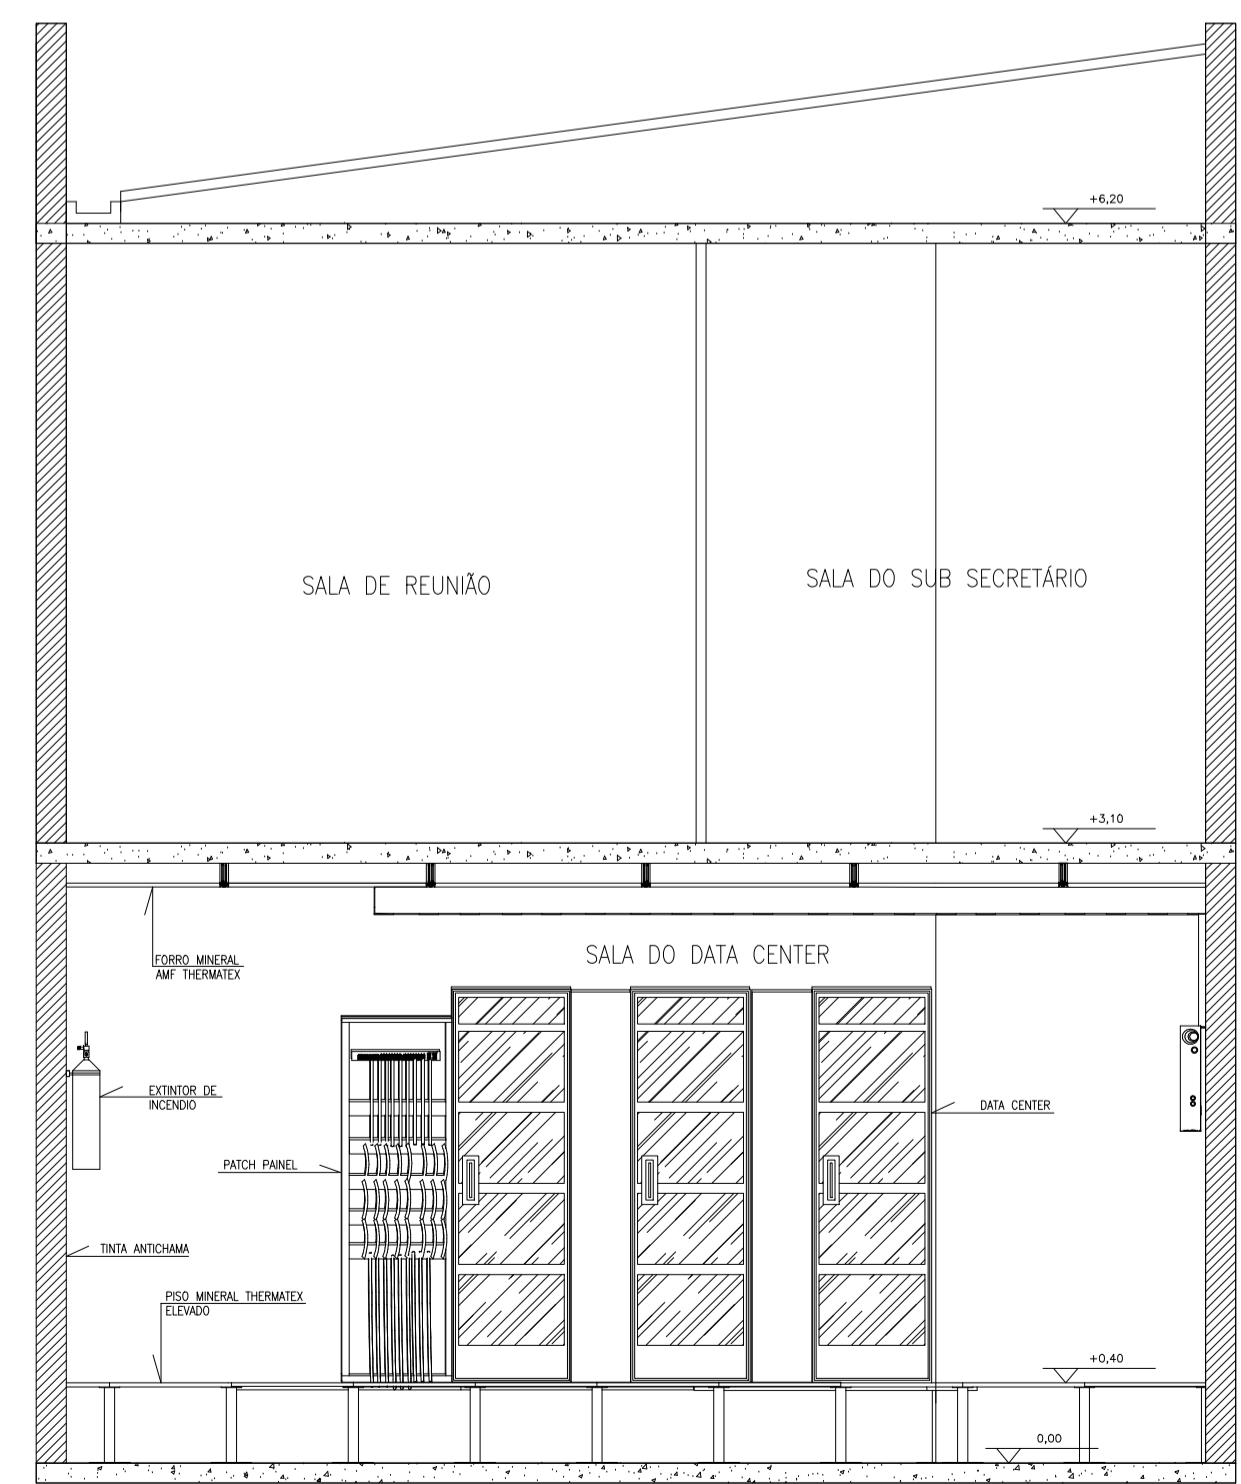 +6,20
SALA DE REUNIÃO
SALA DO SUB SECRETÁRIO
+3,10
SALA DO DATA CENTER
FORRO MINERAL
AMF THERMATEX
EXTINTOR DE
INCENDIO
DATA CENTER
PATCH PAINEL
TINTA ANTICHAMA
PISO MINERAL THERMATEX
ELEVADO
+0,40
0,00